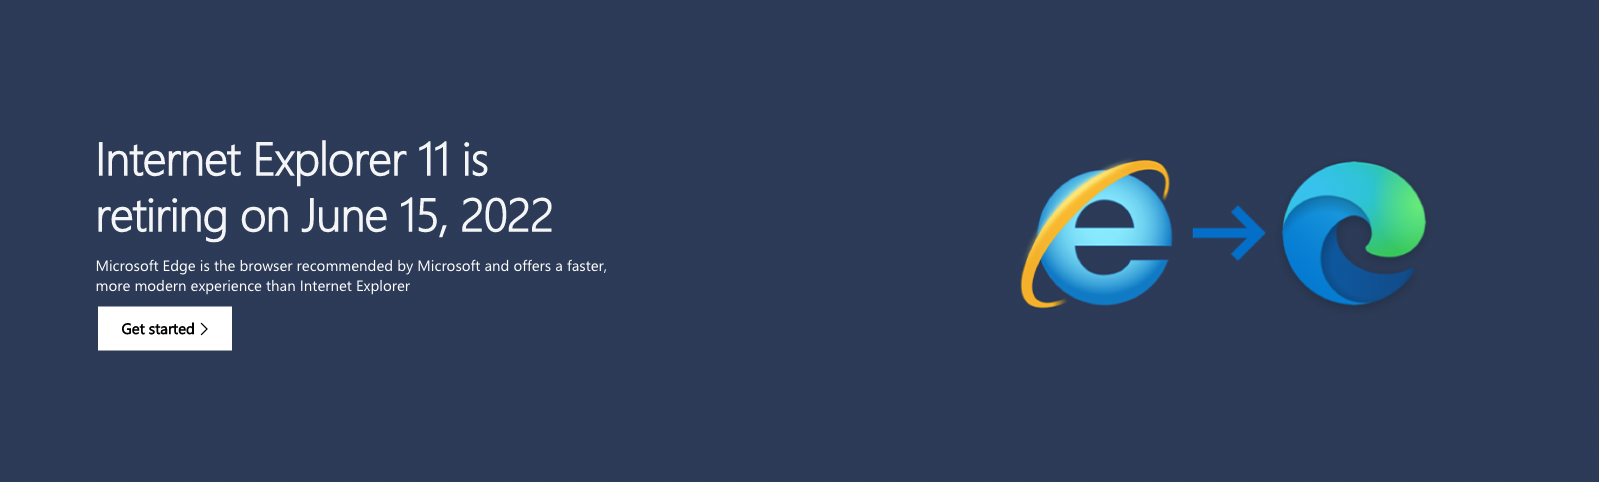 Internet Explorer 11 is
retiring on June 15, 2022
Microsoft Edge is the browser recommended by Microsoft and offers a faster,
more modern experience than Internet Explorer
Get started >